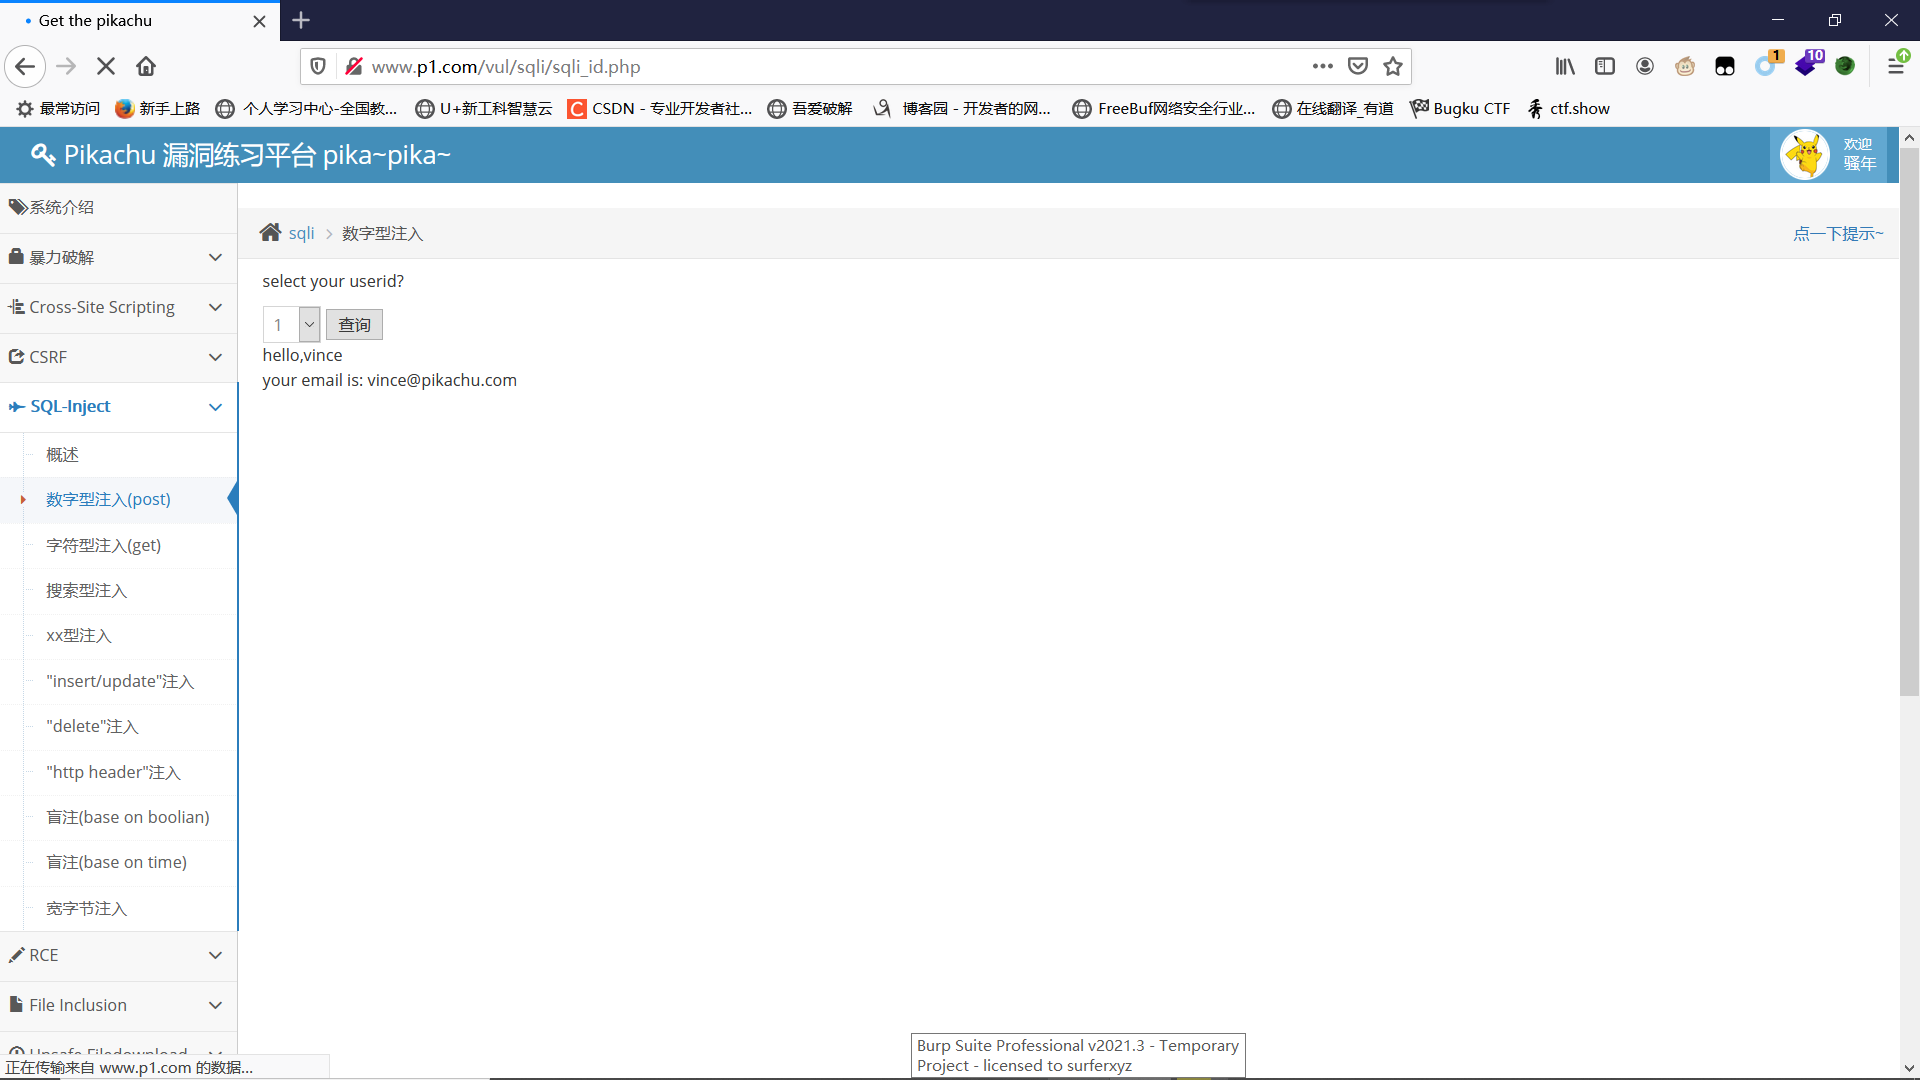 Get the pikachu
www.p1.com/vul/sqli/sqli_id.php
1
10
最常访问
新手上路
个人学习中心-全国教...
U+新工科智慧云
CSDN - 专业开发者社...
吾爱破解
博客园 - 开发者的网...
FreeBuf网络安全行业...
在线翻译_有道
Bugku CTF
ctf.show
Pikachu 漏洞练习平台 pika~pika~
欢迎
骚年
系统介绍
暴力破解
Cross-Site Scripting
CSRF
SQL-Inject
概述
数字型注入(post)
字符型注入(get)
搜索型注入
xx型注入
"insert/update"注入
"delete"注入
"http header"注入
盲注(base on boolian)
盲注(base on time)
宽字节注入
RCE
File Inclusion
Unsafe Filedownload
sqli
数字型注入
点一下提示~
select your userid?
1
查询
hello,vince
your email is: vince@pikachu.com
正在传输来自 www.p1.com 的数据...
Burp Suite Professional v2021.3 - Temporary
Project - licensed to surferxyz